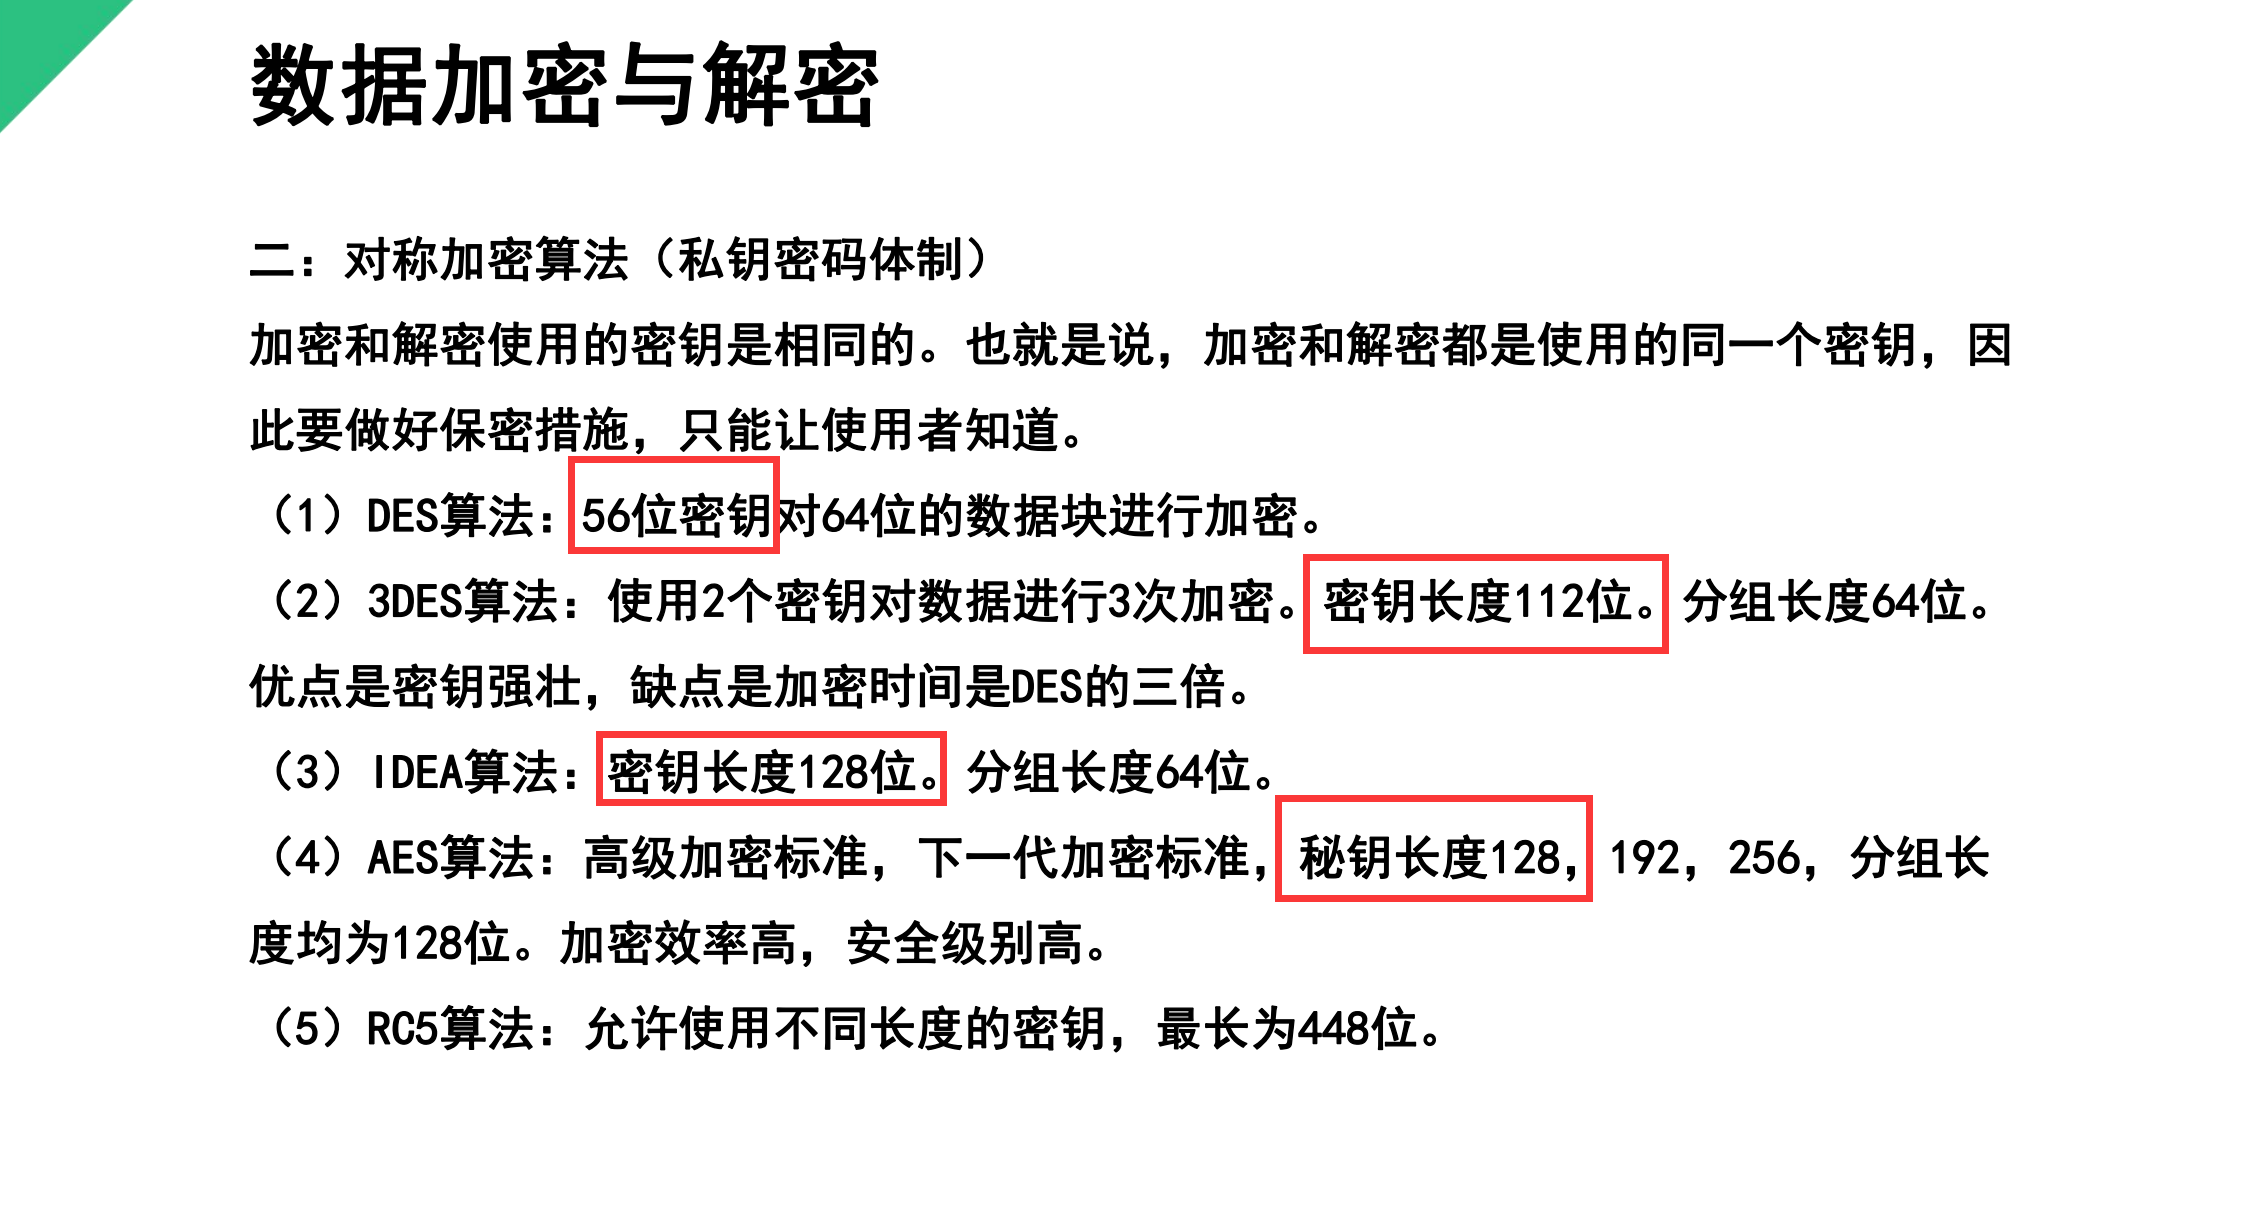 数据加密与解密
二：对称加密算法（私钥密码体制）
加密和解密使用的密钥是相同的。也就是说，加密和解密都是使用的同一个密钥，因
此要做好保密措施，只能让使用者知道。
（1）DES算法：56位密钥对64位的数据块进行加密。
（2）3DES算法：使用2个密钥对数据进行3次加密。密钥长度112位。分组长度64位。
优点是密钥强壮，缺点是加密时间是DES的三倍。
（3）IDEA算法：密钥长度128位。分组长度64位。
（4）AES算法：高级加密标准，下一代加密标准，秘钥长度128，192，256，分组长
度均为128位。加密效率高，安全级别高。
（5）RC5算法：允许使用不同长度的密钥，最长为448位。